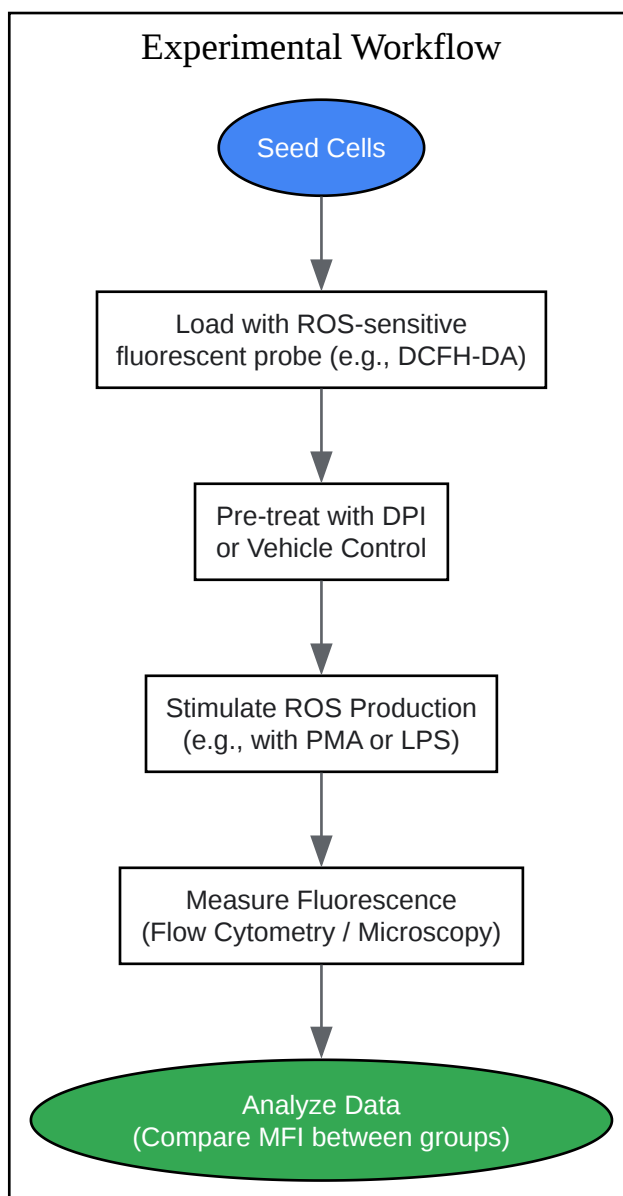 Experimental Workflow
Seed Cells
Load with ROS-sensitive
fluorescent probe (e.g., DCFH-DA)
Pre-treat with DPI
or Vehicle Control
Stimulate ROS Production
(e.g., with PMA or LPS)
Measure Fluorescence
(Flow Cytometry / Microscopy)
Analyze Data
(Compare MFI between groups)